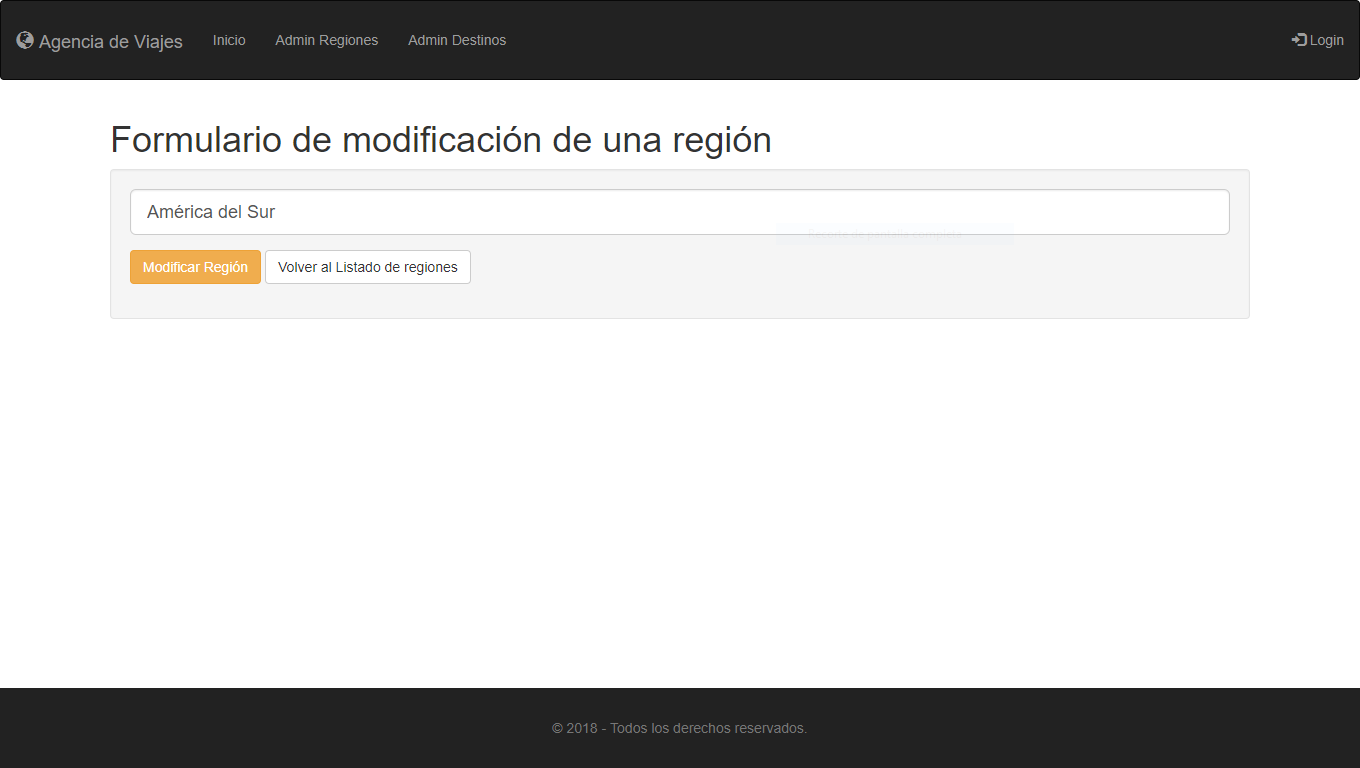 Agencia de Viajes Inicio Admin Regiones Admin Destinos Login
Formulario de modificación de una región
América del Sur
Modificar Región Volver al Listado de regiones
© 2018 - Todos los derechos reservados.